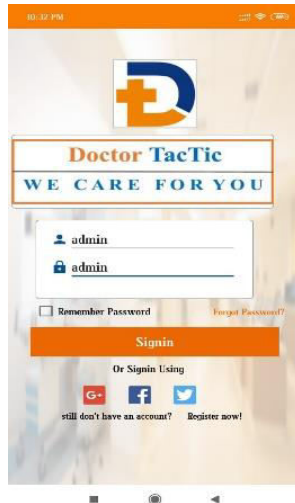 10:32 PM
Doctor TacTic
WE CARE FOR YOU
admin
admin
Remember Password Forgot Password?
Signin
Or Signin Using
G+ f
still don't have an account? Register now!